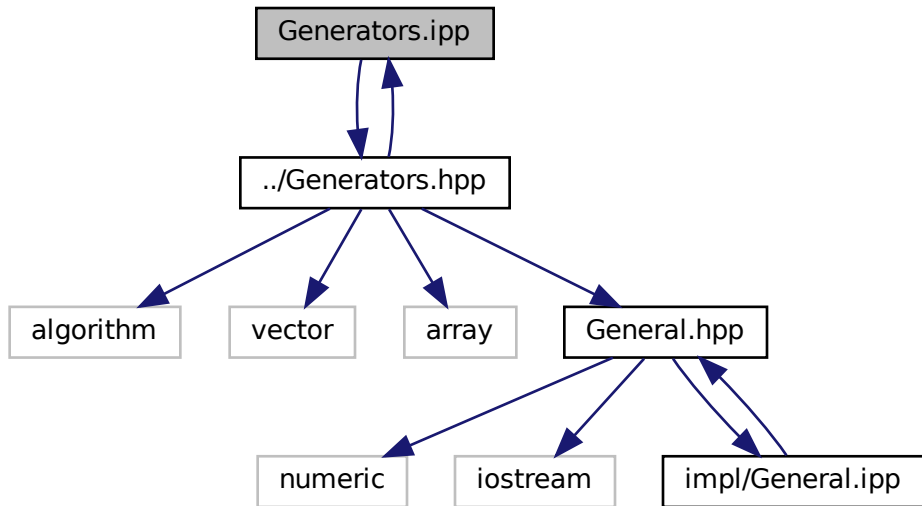 Generators.ipp
../Generators.hpp
algorithm
vector
array
General.hpp
numeric
iostream
impl/General.ipp